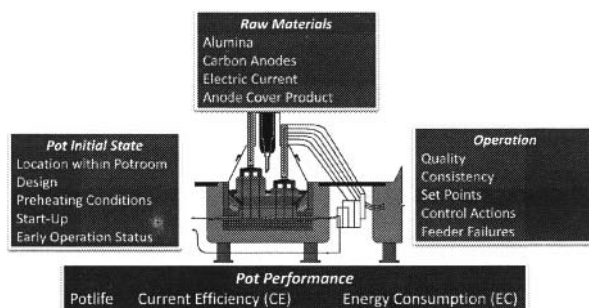 Raw Materials
Alumina
Carbon Anodes
Electric Current
Anode Cover Product
Pot Initial State
Location within Potroom
Design
Preheating Conditions
Start-Up
Early Operation Status
Operation
Quality
Consistency
Set Points
Control Actions
Feeder Failures
Pot Performance
Potlife Current Efficiency (CE) Energy Consumption (EC)